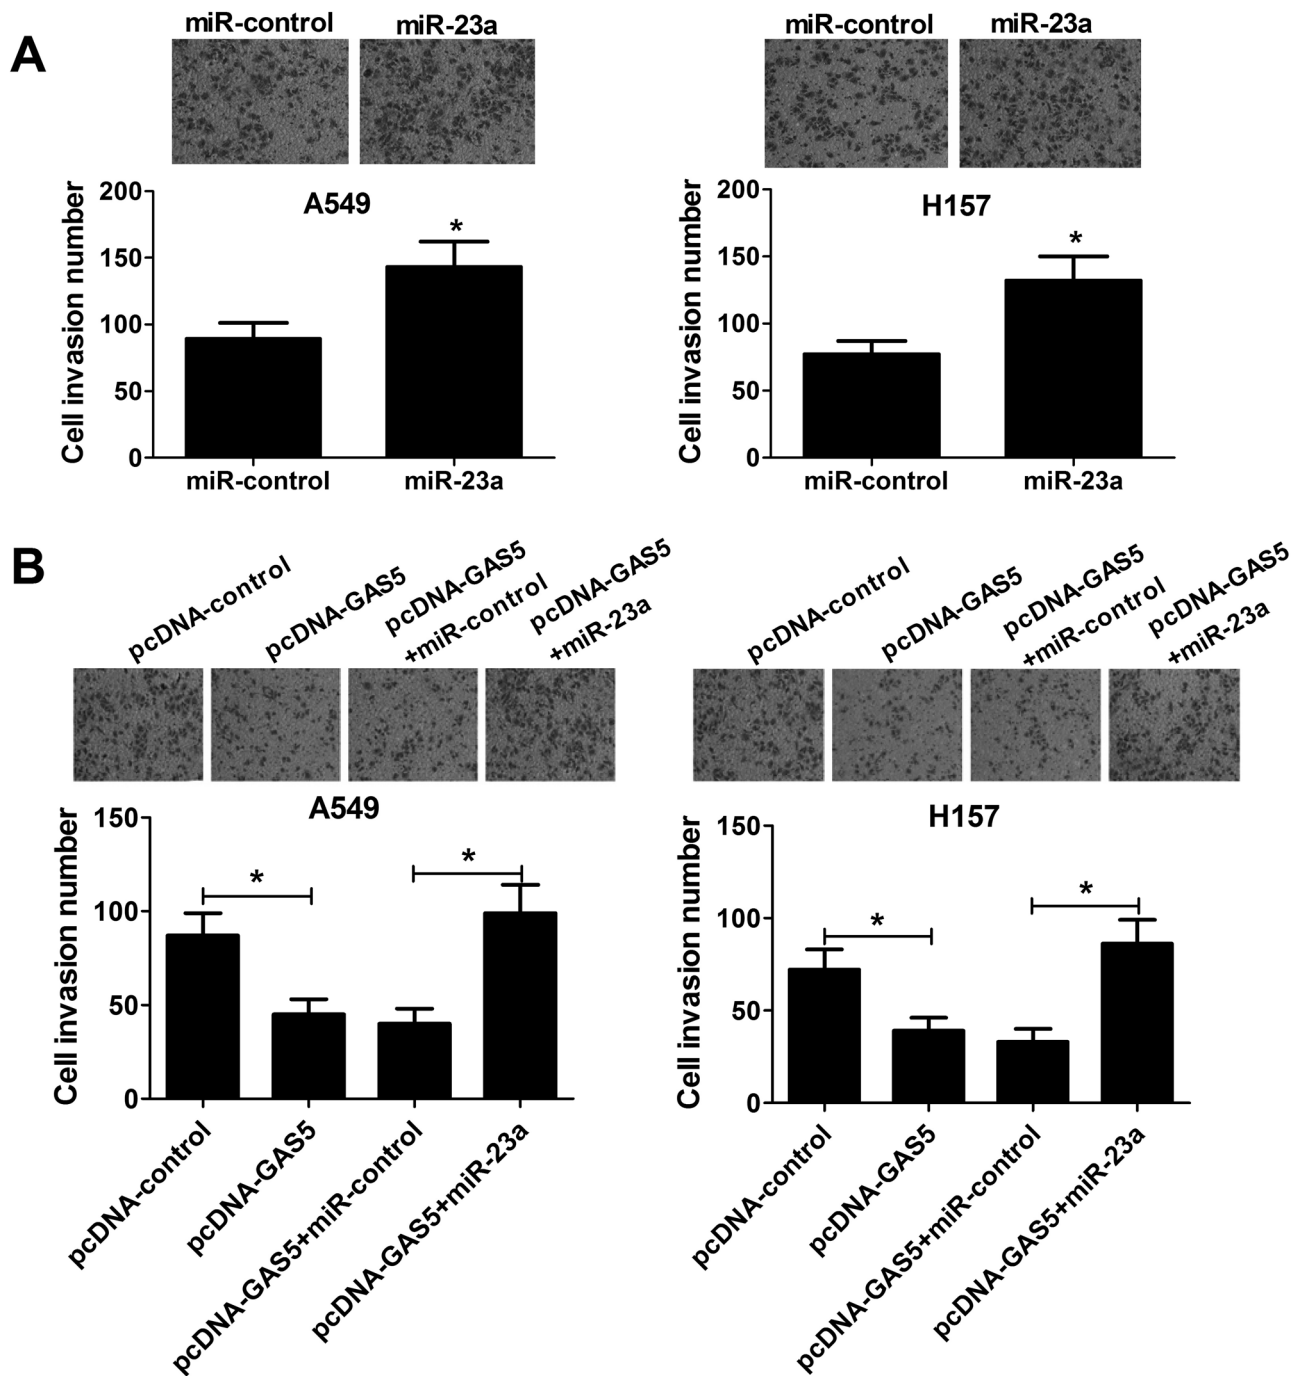 A
miR-control
miR-23a
miR-control
miR-23a
Cell invasion number
200
150
100
50
0
A549
*
miR-control
miR-23a
Cell invasion number
200
150
100
50
0
H157
*
miR-control
miR-23a
B
pcDNA-control
pcDNA-GAS5
pcDNA-GAS5
+miR-control
pcDNA-GAS5
+miR-23a
pcDNA-control
pcDNA-GAS5
pcDNA-GAS5
+miR-control
pcDNA-GAS5
+miR-23a
Cell invasion number
150
100
50
0
A549
*
*
pcDNA-control
pcDNA-GAS5
pcDNA-GAS5+miR-control
pcDNA-GAS5+miR-23a
Cell invasion number
150
100
50
0
H157
*
*
pcDNA-control
pcDNA-GAS5
pcDNA-GAS5+miR-control
pcDNA-GAS5+miR-23a